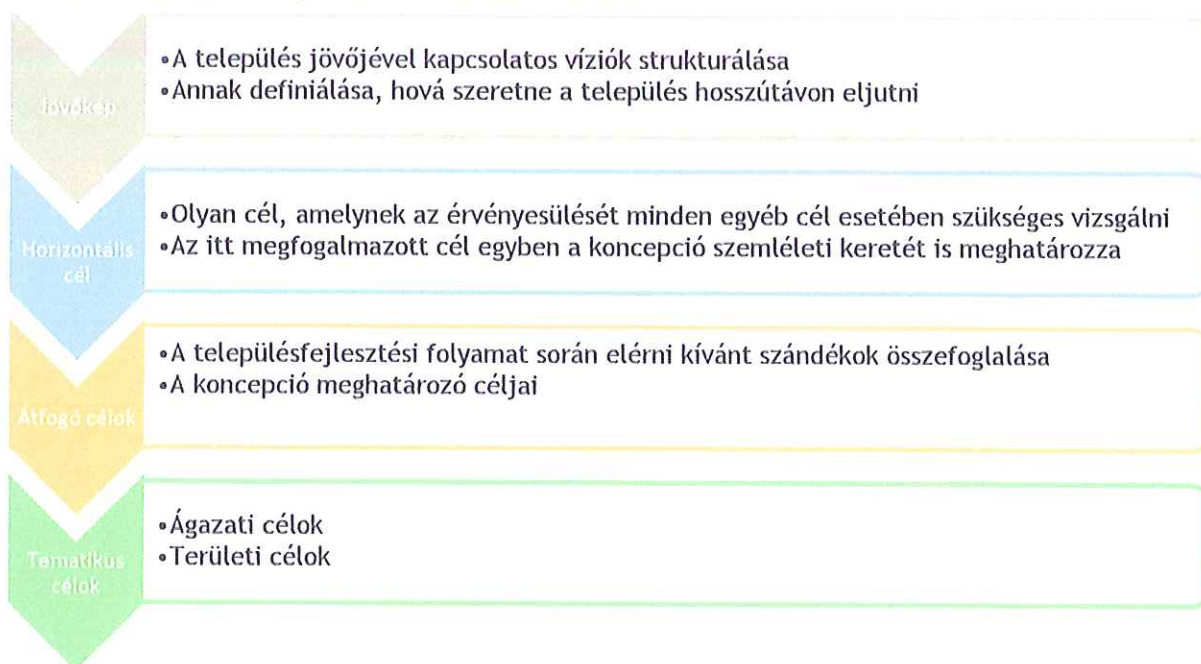 Jövőkép
•A település jövőjével kapcsolatos víziók strukturálása
•Annak definiálása, hová szeretne a település hosszútávon eljutni
Horizontális
cél
•Olyan cél, amelynek az érvényesülését minden egyéb cél esetében szükséges vizsgálni
•Az itt megfogalmazott cél egyben a koncepció szemléleti keretét is meghatározza
Átfogó célok
•A településfejlesztési folyamat során elérni kívánt szándékok összefoglalása
•A koncepció meghatározó céljai
Tematikus
célok
•Ágazati célok
•Területi célok